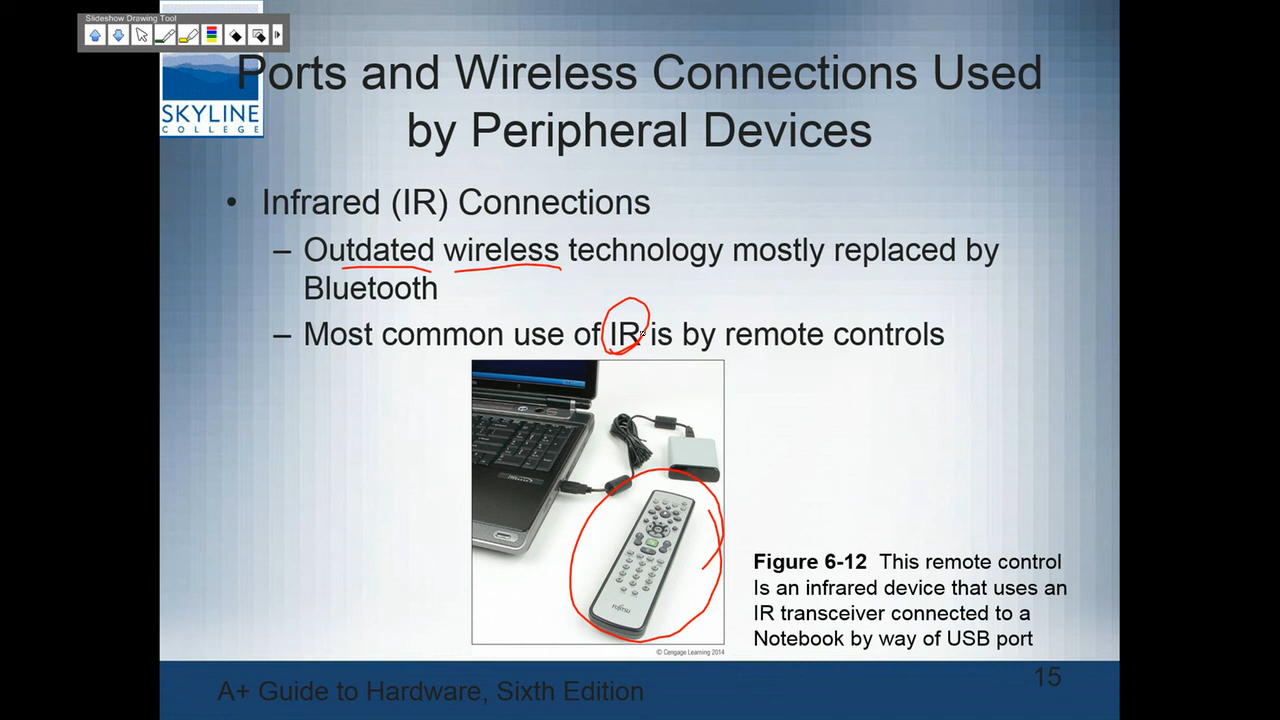 Slideshow Drawing Tool
SKYLINE
COLLEGE
Ports and Wireless Connections Used
by Peripheral Devices
• Infrared (IR) Connections
– Outdated wireless technology mostly replaced by
Bluetooth
– Most common use of IR is by remote controls
FUJITSU
Figure 6-12 This remote control
Is an infrared device that uses an
IR transceiver connected to a
Notebook by way of USB port
© Cengage Learning 2014
A+ Guide to Hardware, Sixth Edition
15